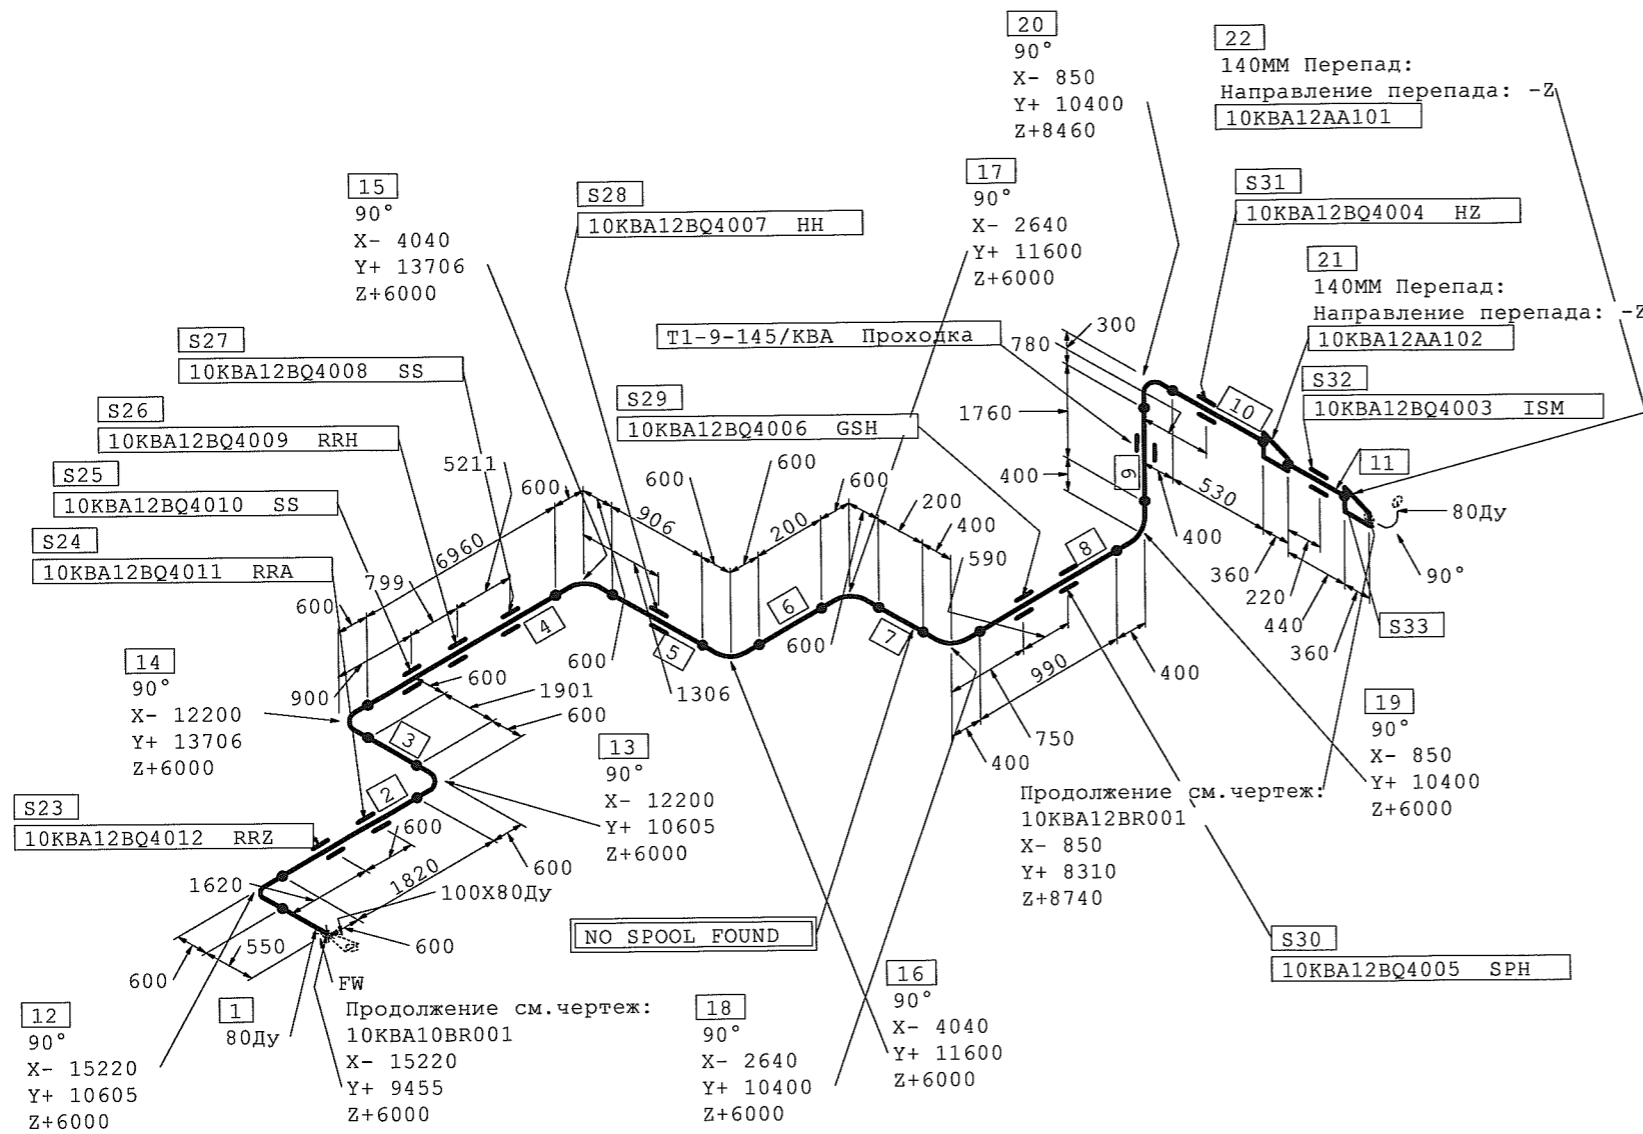 20
90°
X- 850
Y+ 10400
Z+8460
22
140ММ Перепад:
Направление перепада: -Z
10KBA12AA101
15
90°
X- 4040
Y+ 13706
Z+6000
S28
10KBA12BQ4007 HH
17
90°
X- 2640
Y+ 11600
Z+6000
S31
10KBA12BQ4004 HZ
21
140ММ Перепад:
Направление перепада: -Z
10KBA12AA102
S27
10KBA12BQ4008 SS
T1-9-145/KBA Проходка
S32
10KBA12BQ4003 ISM
S29
10KBA12BQ4006 GSH
S26
10KBA12BQ4009 RRH
S25
10KBA12BQ4010 SS
S24
10KBA12BQ4011 RRA
300
780
1760
400
5211
600
906
600
600
200
600
200
400
590
6960
799
600
10
11
9
530
400
80Ду
90°
360
220
440
360
S33
4
5
6
7
8
600
1306
600
990
400
750
400
14
90°
X- 12200
Y+ 13706
Z+6000
900
600
1901
600
3
2
13
90°
X- 12200
Y+ 10605
Z+6000
19
90°
X- 850
Y+ 10400
Z+6000
Продолжение см.чертеж:
10KBA12BR001
X- 850
Y+ 8310
Z+8740
S23
10KBA12BQ4012 RRZ
600
1820
600
1620
100X80Ду
600
550
600
FW
NO SPOOL FOUND
S30
10KBA12BQ4005 SPH
12
90°
X- 15220
Y+ 10605
Z+6000
1
80Ду
Продолжение см.чертеж:
10KBA10BR001
X- 15220
Y+ 9455
Z+6000
18
90°
X- 2640
Y+ 10400
Z+6000
16
90°
X- 4040
Y+ 11600
Z+6000